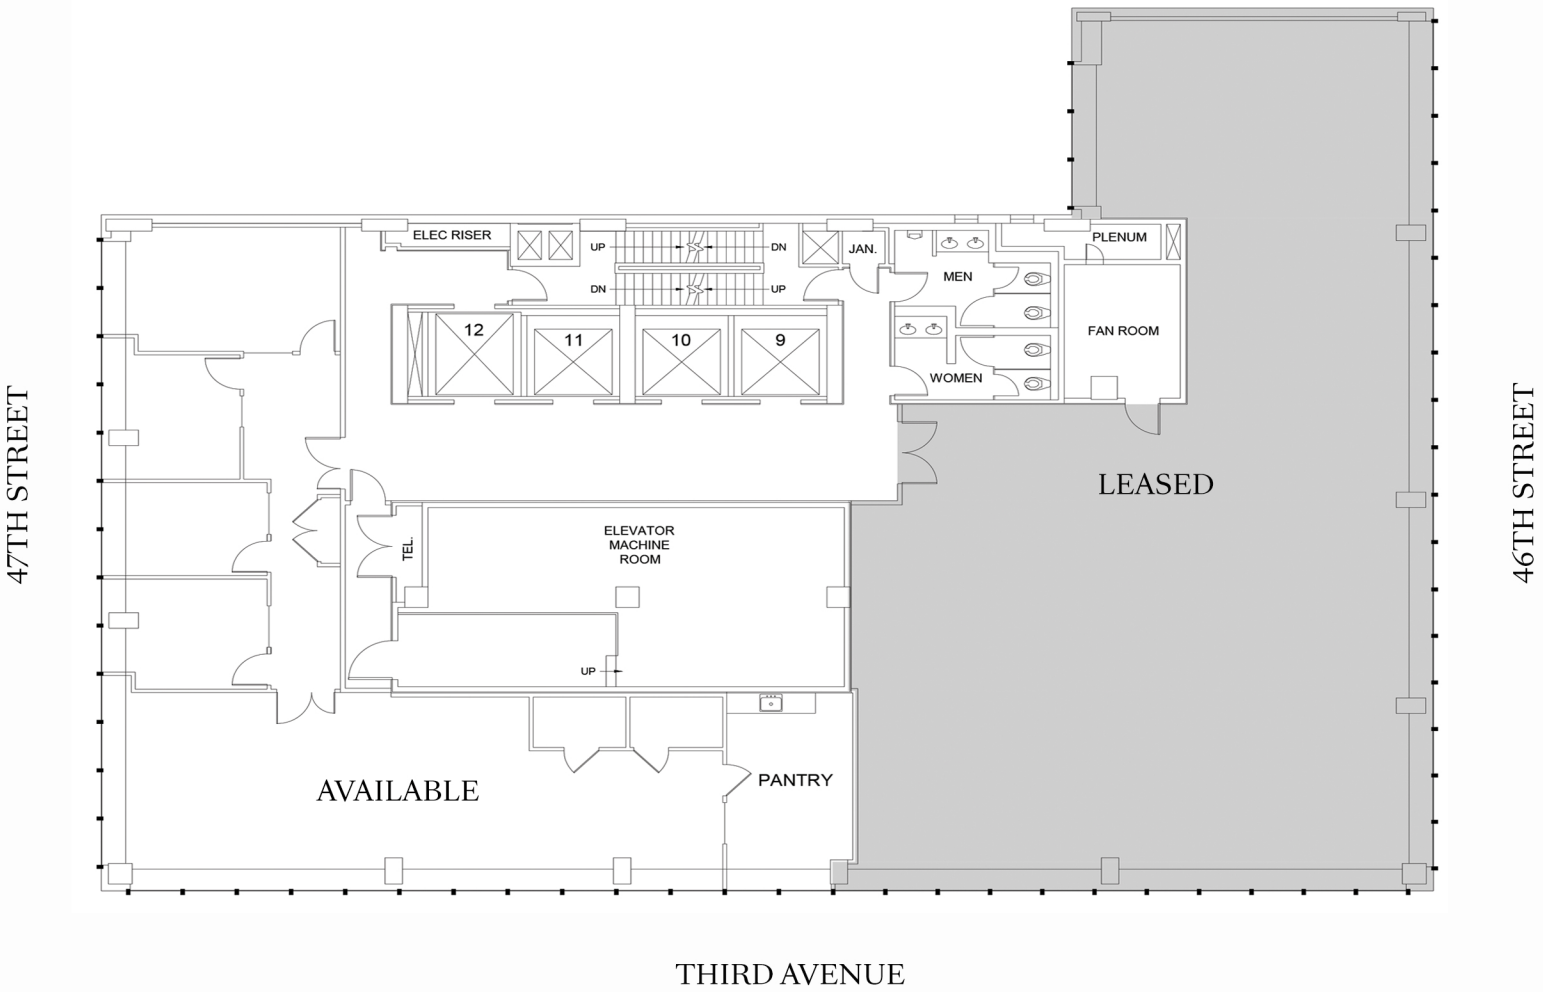 ELEC RISER
UP
DN
JAN.
PLENUM
MEN
DN
UP
12
11
10
9
FAN ROOM
WOMEN
47TH STREET
46TH STREET
LEASED
TEL.
ELEVATOR
MACHINE
ROOM
UP
AVAILABLE
PANTRY
THIRD AVENUE